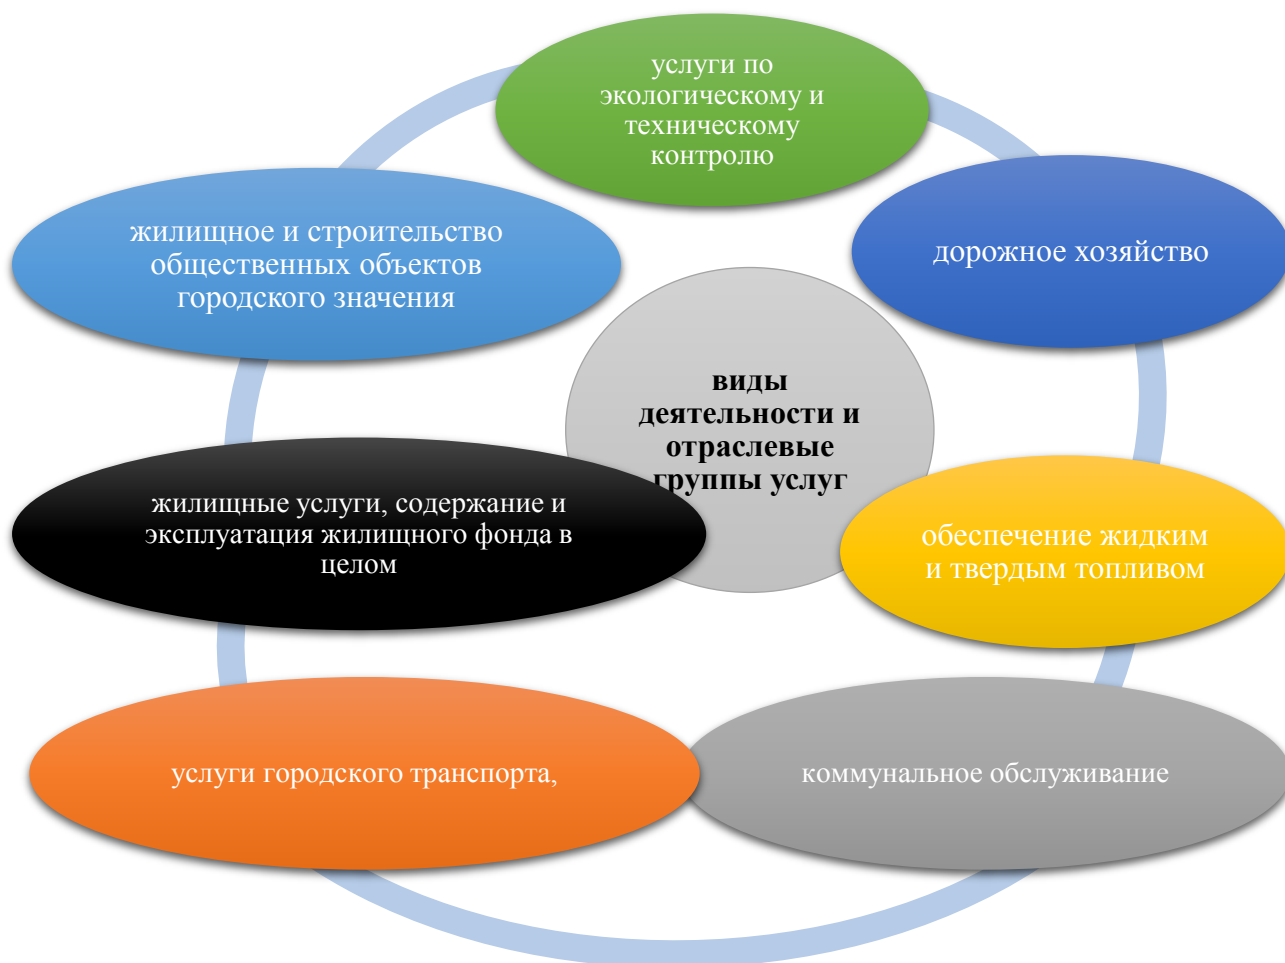 услуги по
экологическому и
техническому
контролю
дорожное хозяйство
жилищное и строительство
общественных объектов
городского значения
виды
деятельности и
отраслевые
группы услуг
обеспечение жидким
и твердым топливом
жилищные услуги, содержание и
эксплуатация жилищного фонда в
целом
коммунальное обслуживание
услуги городского транспорта,